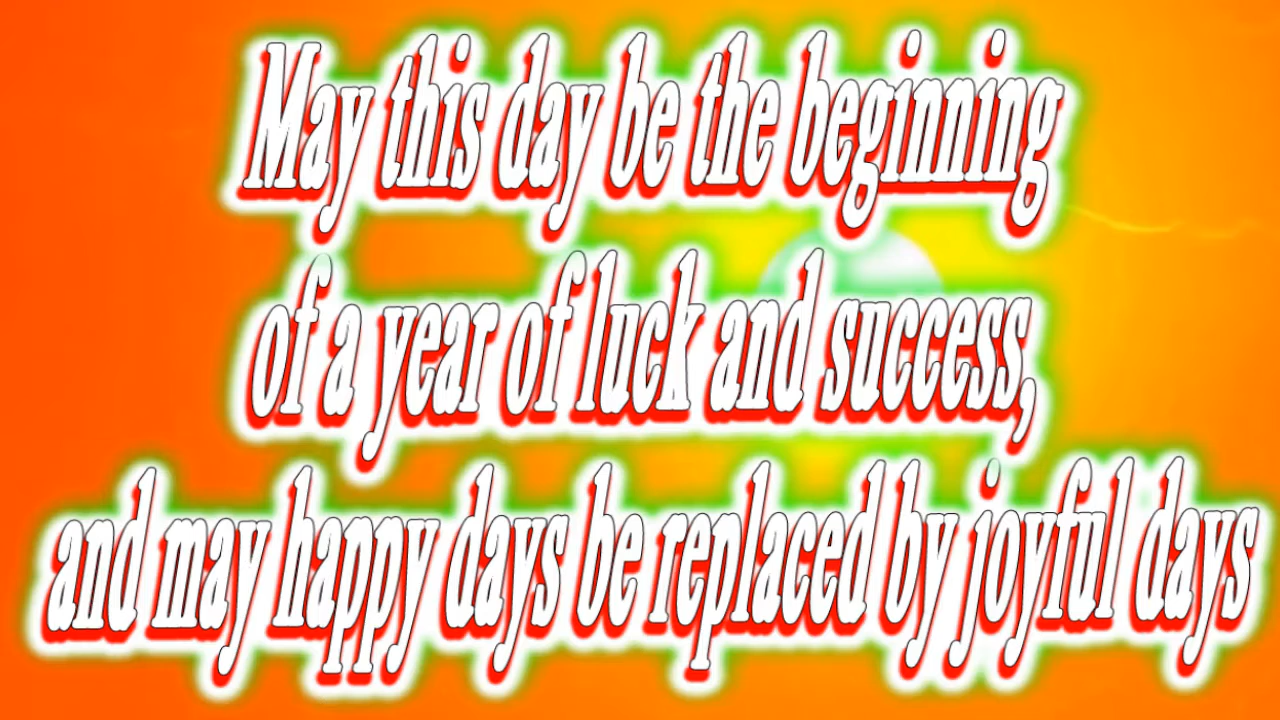 May this day be the beginning
of a year of luck and success,
and may happy days be replaced by joyful days